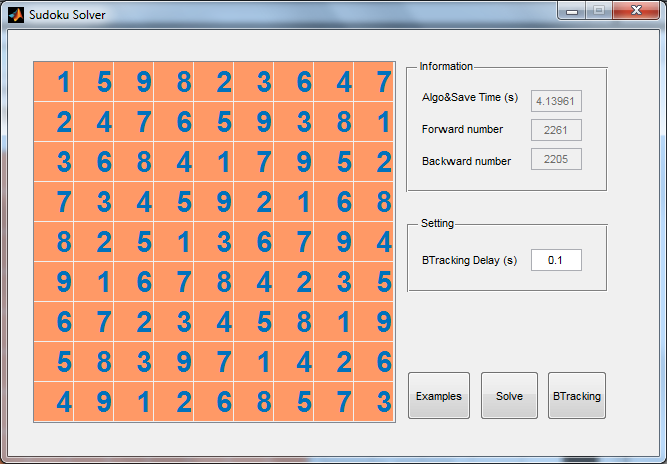 Sudoku Solver
1 5 9 8 2 3 6 4 7
2 4 7 6 5 9 3 8 1
3 6 8 4 1 7 9 5 2
7 3 4 5 9 2 1 6 8
8 2 5 1 3 6 7 9 4
9 1 6 7 8 4 2 3 5
6 7 2 3 4 5 8 1 9
5 8 3 9 7 1 4 2 6
4 9 1 2 6 8 5 7 3
Information
Algo&Save Time (s) 4.13961
Forward number 2261
Backward number 2205
Setting
BTracking Delay (s) 0.1
Examples Solve BTracking